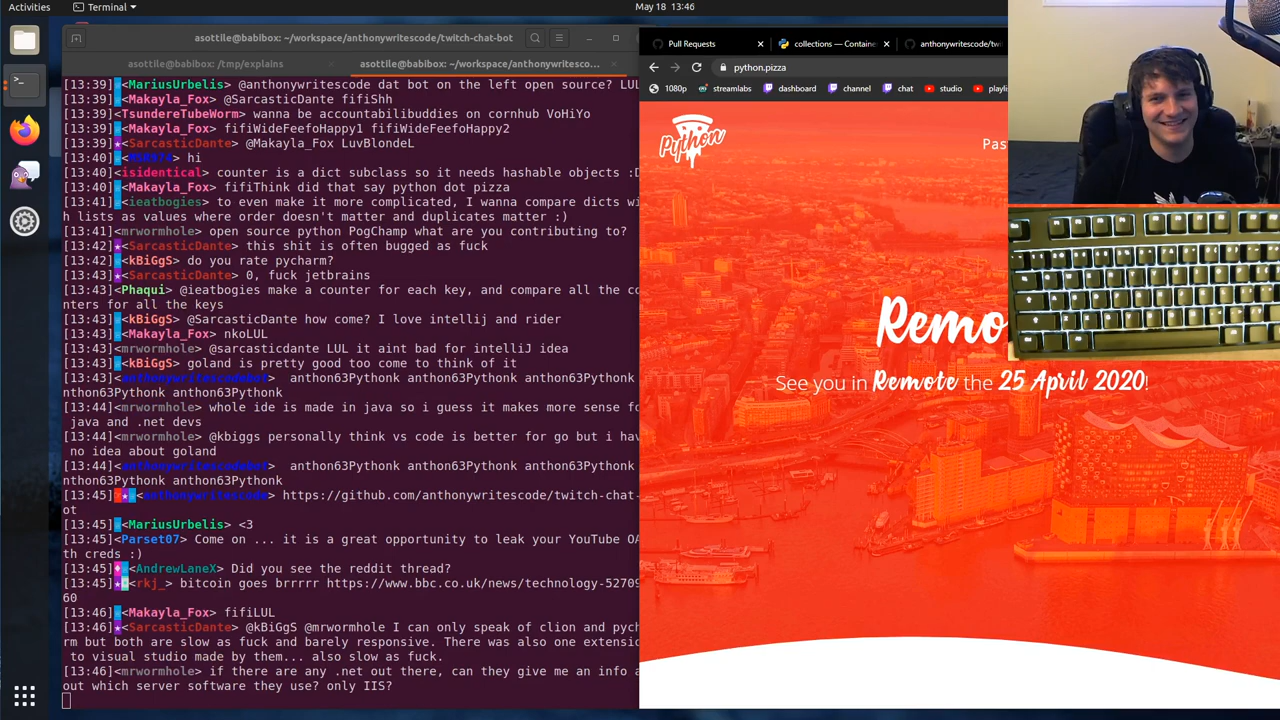 Activities
Terminal
May 18 13:46
asottile@babibox: ~/workspace/anthonywritescode/twitch-chat-bot
asottile@babibox: /tmp/explains
asottile@babibox: ~/workspace/anthonywritesco...
[13:39] <MariusUrbelis> @anthonywritescode dat bot on the left open source? LUL
[13:39] <Makayla_Fox> @SarcasticDante fifiShh
[13:39] <TsundereTubeWorm> wanna be accountabilibuddies on cornhub VoHiYo
[13:39] <Makayla_Fox> fifiWideFeefoHappy1 fifiWideFeefoHappy2
[13:39] <SarcasticDante> @Makayla_Fox LuvBlondeL
[13:40] hi
[13:40] <isidentical> counter is a dict subclass so it needs hashable objects :D
[13:40] <Makayla_Fox> fifiThink did that say python dot pizza
[13:41] <ieatbogies> to even make it more complicated, I wanna compare dicts wi
h lists as values where order doesn't matter and duplicates matter :)
[13:41] <mrwormhole> open source python PogChamp what are you contributing to?
[13:42] <SarcasticDante> this shit is often bugged as fuck
[13:42] <kBiGgS> do you rate pycharm?
[13:43] <SarcasticDante> 0, fuck jetbrains
[13:43] <Phaqui> @ieatbogies make a counter for each key, and compare all the co
nters for all the keys
[13:43] <kBiGgS> @SarcasticDante how come? I love intellij and rider
[13:43] <Makayla_Fox> nkoLUL
[13:43] <mrwormhole> @sarcasticdante LUL it aint bad for intelliJ idea
[13:43] <kBiGgS> goland is pretty good too come to think of it
[13:43] <anthonywritescodebot> anthon63Pythonk anthon63Pythonk anthon63Pythonk
nthon63Pythonk anthon63Pythonk
[13:44] <mrwormhole> whole ide is made in java so i guess it makes more sense fo
java and .net devs
[13:44] <mrwormhole> @kbiggs personally think vs code is better for go but i hav
no idea about goland
[13:44] <anthonywritescodebot> anthon63Pythonk anthon63Pythonk anthon63Pythonk
nthon63Pythonk anthon63Pythonk
[13:45] <anthonywritescode> https://github.com/anthonywritescode/twitch-chat-
ot
[13:45] <MariusUrbelis> <3
[13:45] <Parset07> Come on ... it is a great opportunity to leak your YouTube OA
th creds :)
[13:45] <AndrewLaneX> Did you see the reddit thread?
[13:45] <rkj_> bitcoin goes brrrrr https://www.bbc.co.uk/news/technology-52709
60
[13:46] <Makayla_Fox> fifiLUL
[13:46] <SarcasticDante> @kBiGgS @mrwormhole I can only speak of clion and pych
rm but both are slow as fuck and barely responsive. There was also one extensio
to visual studio made by them... also slow as fuck.
[13:46] <mrwormhole> if there are any .net out there, can they give me an info a
out which server software they use? only IIS?
Pull Requests
collections — Contain
anthonywritescode/twit
python.pizza
1080p
streamlabs
dashboard
channel
chat
studio
playli
Python
Pas
Remo
See you in Remote the 25 April 2020!